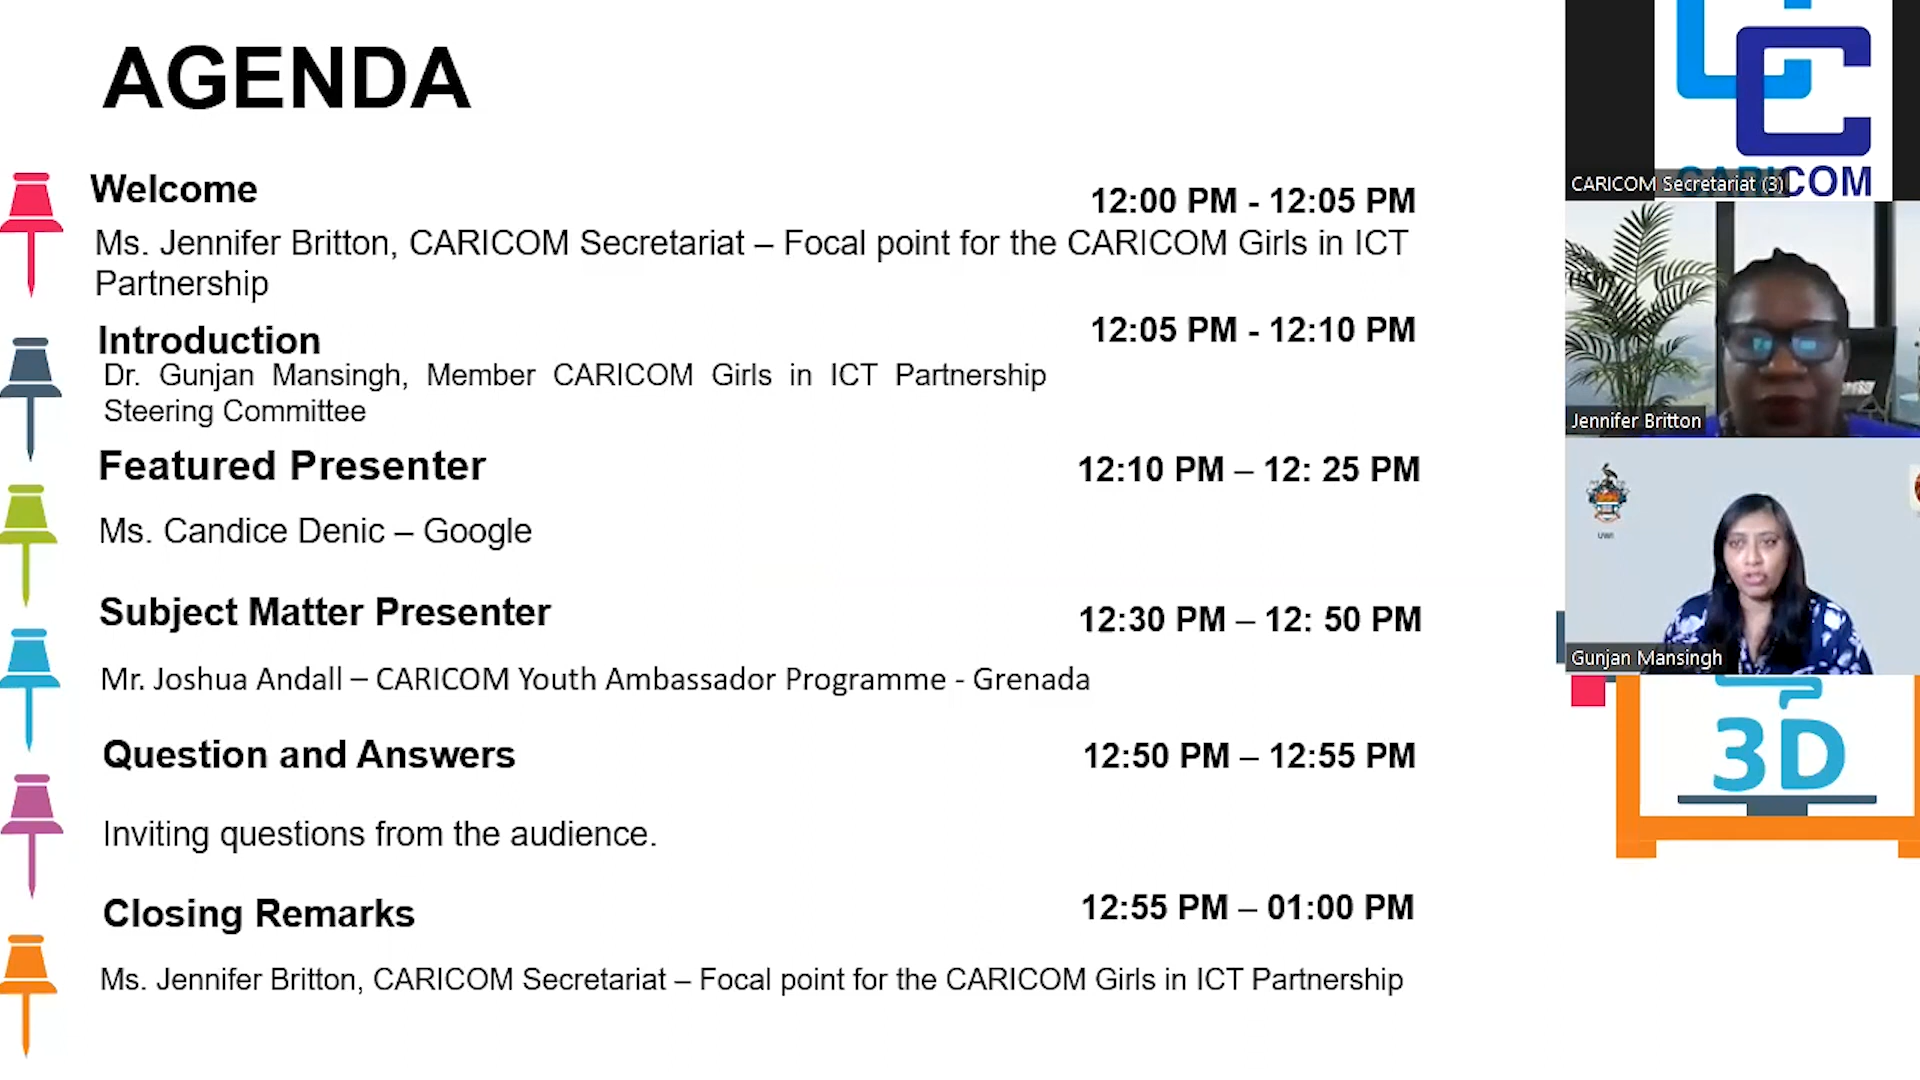 AGENDA
Welcome
12:00 PM - 12:05 PM
Ms. Jennifer Britton, CARICOM Secretariat – Focal point for the CARICOM Girls in ICT
Partnership
Introduction
12:05 PM - 12:10 PM
Dr. Gunjan Mansingh, Member CARICOM Girls in ICT Partnership
Steering Committee
Featured Presenter
12:10 PM – 12: 25 PM
Ms. Candice Denic – Google
Subject Matter Presenter
12:30 PM – 12: 50 PM
Mr. Joshua Andall – CARICOM Youth Ambassador Programme - Grenada
Question and Answers
12:50 PM – 12:55 PM
Inviting questions from the audience.
Closing Remarks
12:55 PM – 01:00 PM
Ms. Jennifer Britton, CARICOM Secretariat – Focal point for the CARICOM Girls in ICT Partnership
CARICOM
CARICOM Secretariat (3)
Jennifer Britton
UWI
Gunjan Mansingh
3D